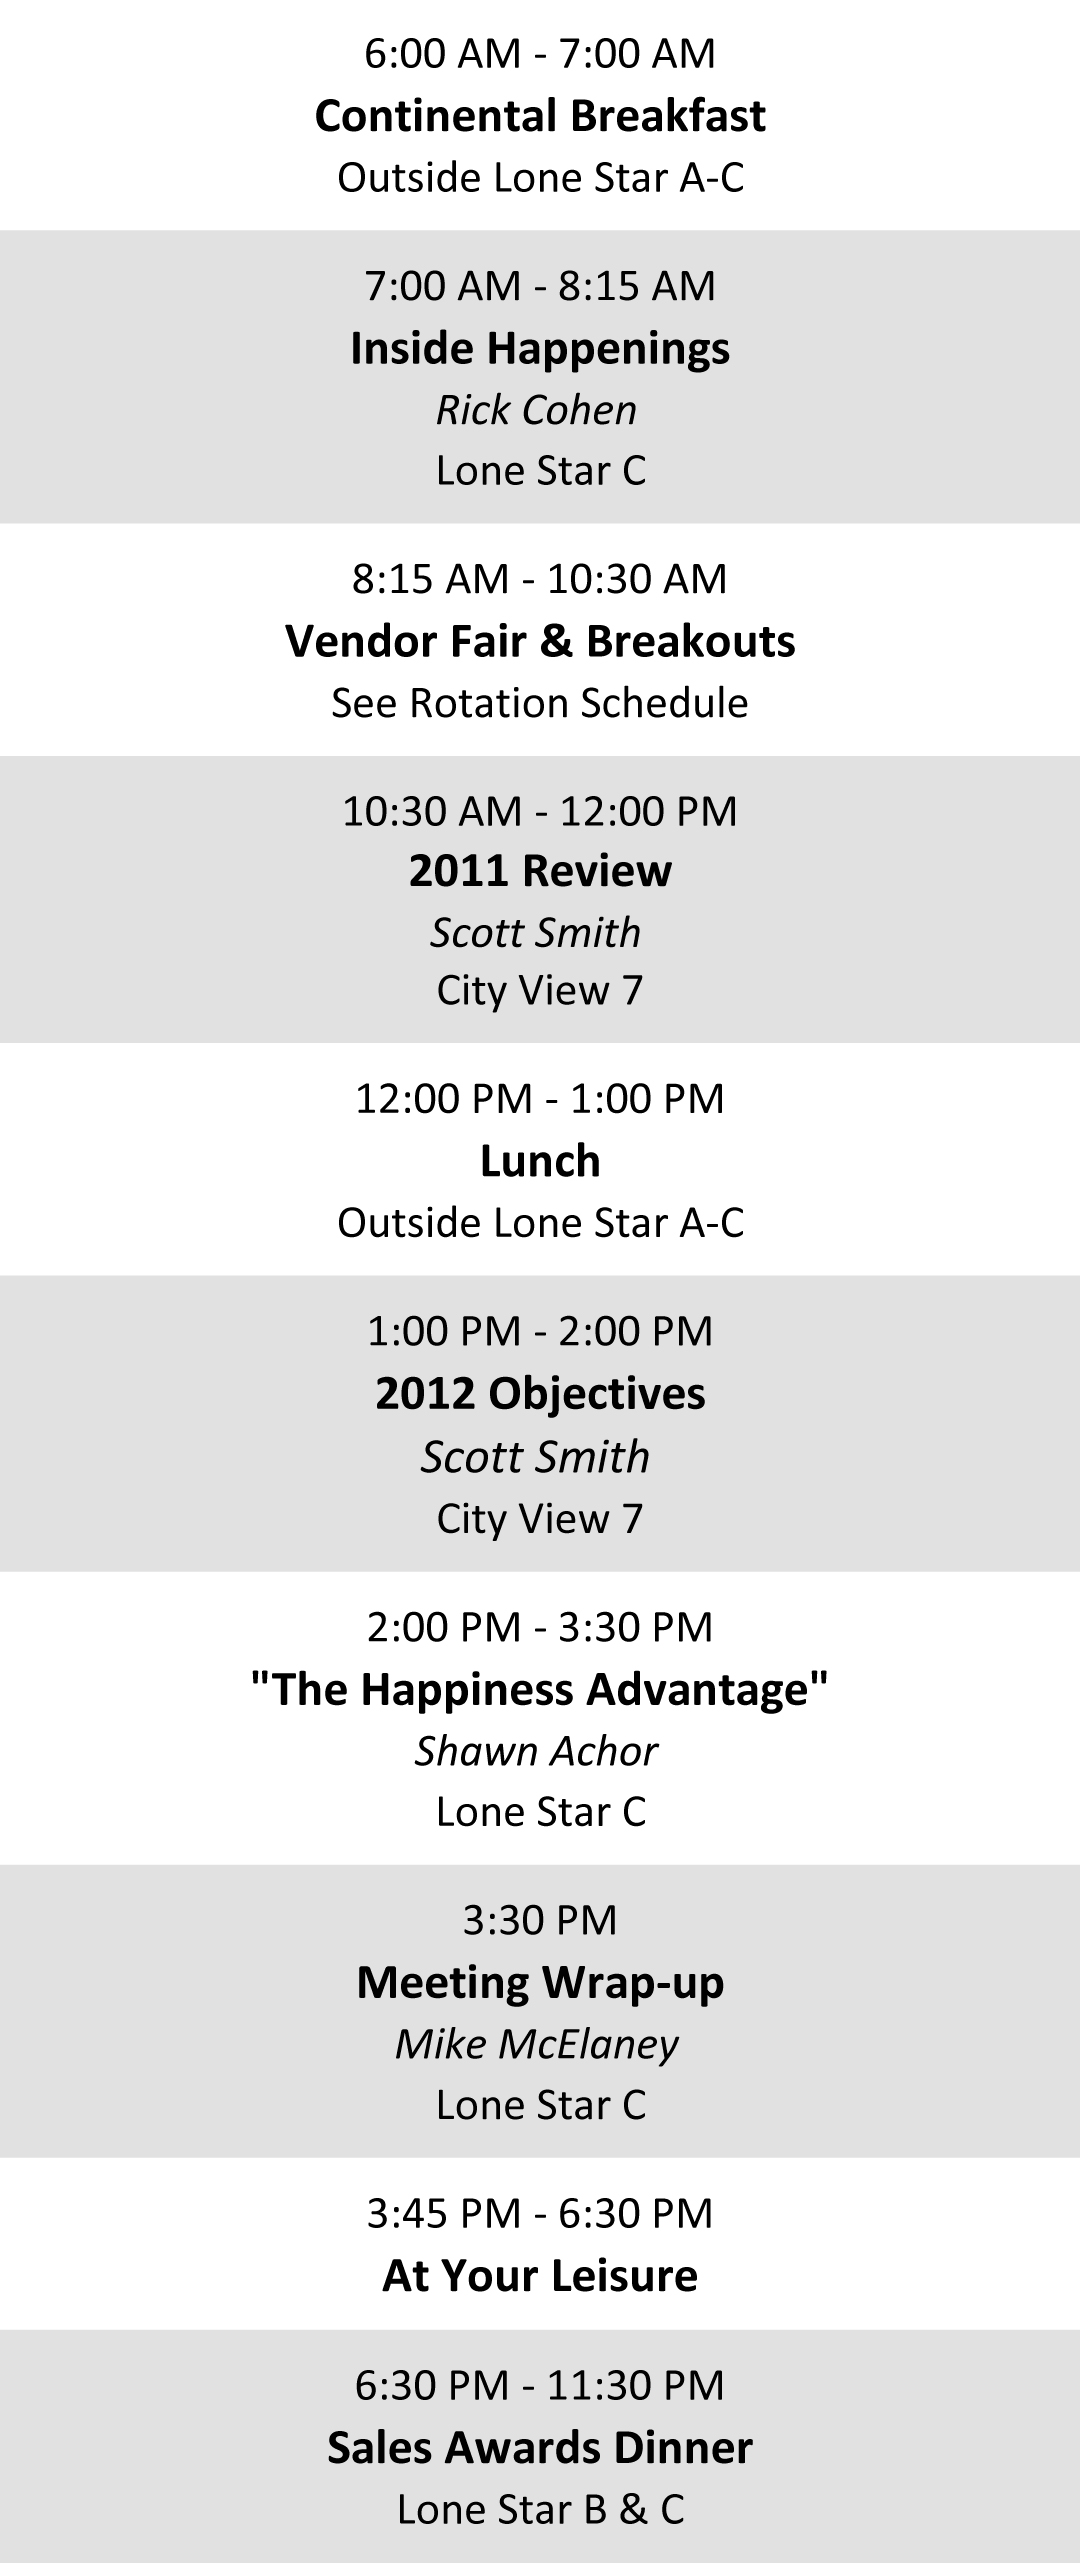 6:00 AM - 7:00 AM
Continental Breakfast
Outside Lone Star A-C
7:00 AM - 8:15 AM
Inside Happenings
Rick Cohen
Lone Star C
8:15 AM - 10:30 AM
Vendor Fair & Breakouts
See Rotation Schedule
10:30 AM - 12:00 PM
2011 Review
Scott Smith
City View 7
12:00 PM - 1:00 PM
Lunch
Outside Lone Star A-C
1:00 PM - 2:00 PM
2012 Objectives
Scott Smith
City View 7
2:00 PM - 3:30 PM
"The Happiness Advantage"
Shawn Achor
Lone Star C
3:30 PM
Meeting Wrap-up
Mike McElaney
Lone Star C
3:45 PM - 6:30 PM
At Your Leisure
6:30 PM - 11:30 PM
Sales Awards Dinner
Lone Star B & C